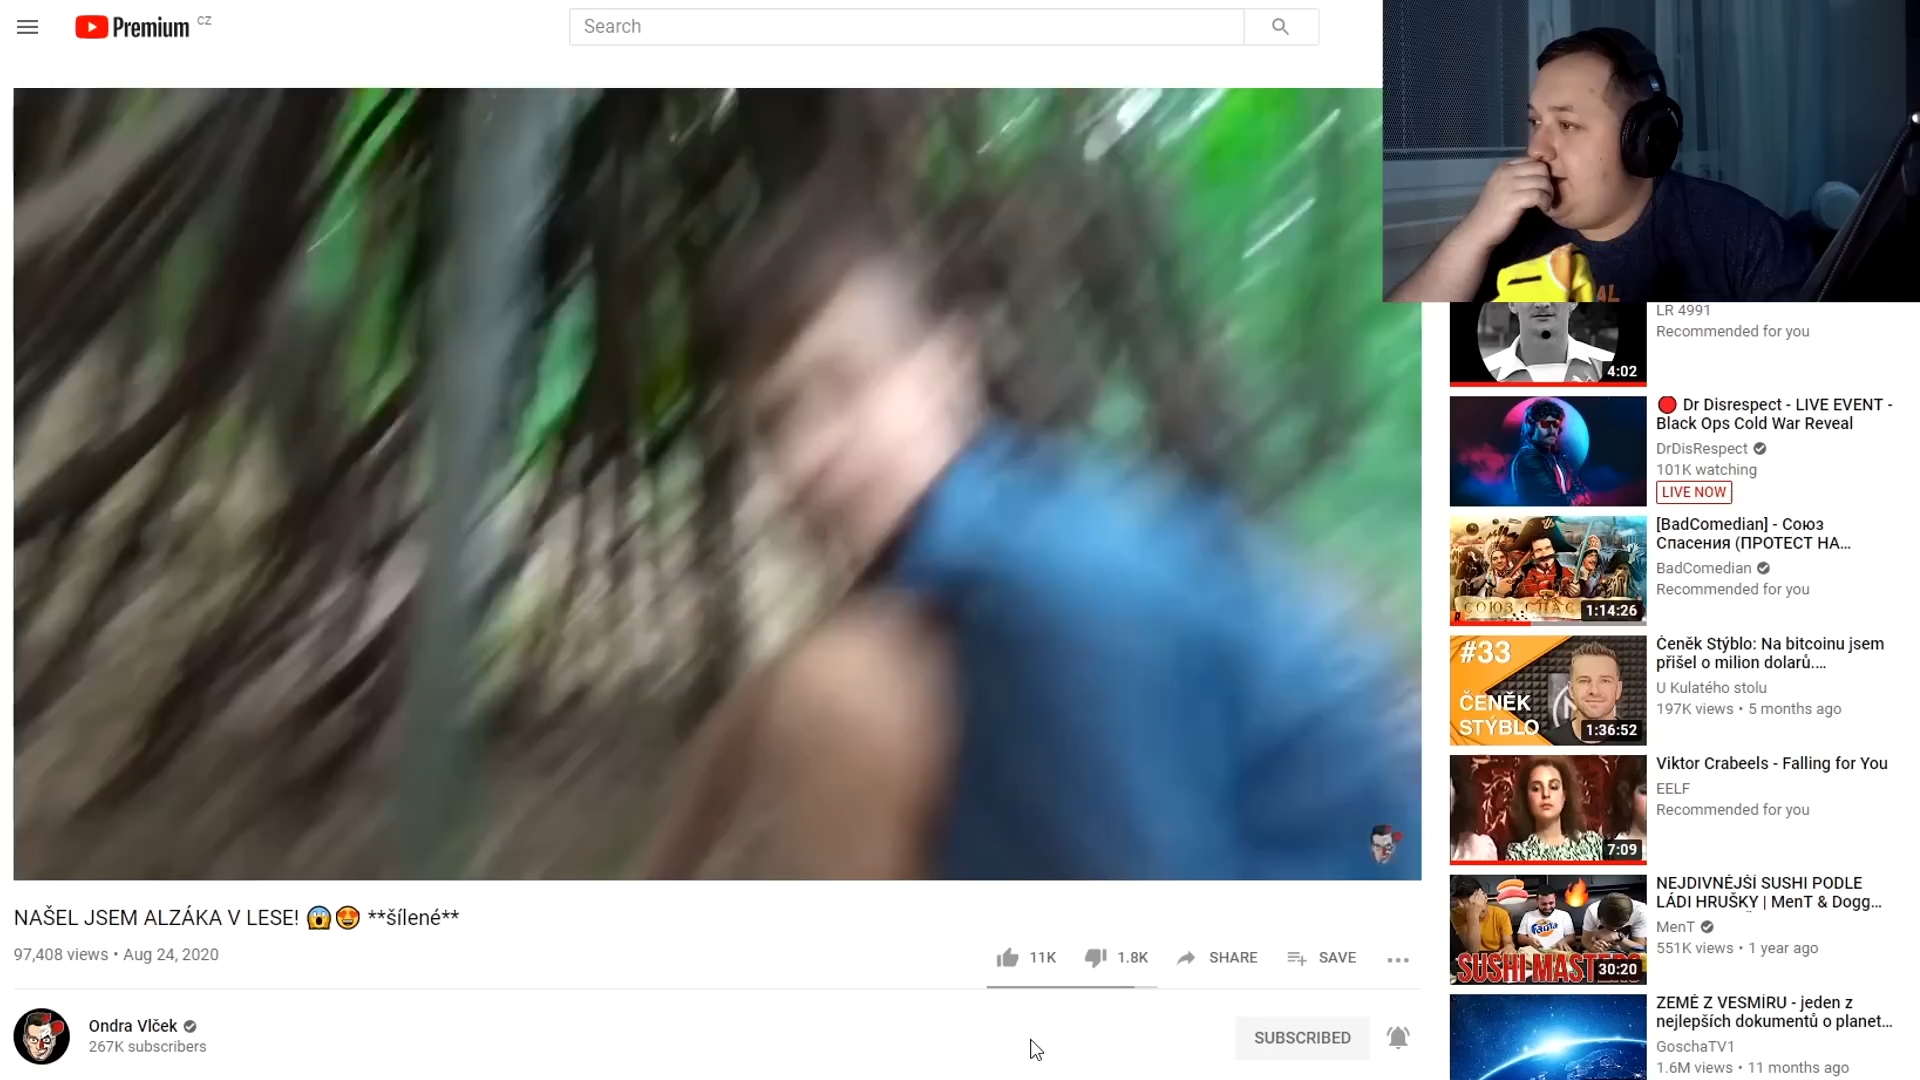 Premium CZ
Search
LR 4991
Recommended for you
4:02
Dr Disrespect - LIVE EVENT -
Black Ops Cold War Reveal
DrDisRespect
101K watching
LIVE NOW
[BadComedian] - Союз
Спасения (ПРОТЕСТ НА...
BadComedian
Recommended for you
СОЮЗ СПАС
1:14:26
Čeněk Stýblo: Na bitcoinu jsem
přišel o milion dolarů....
U Kulatého stolu
197K views • 5 months ago
#33
ČENĚK
STÝBLO
1:36:52
Viktor Crabeels - Falling for You
EELF
Recommended for you
7:09
NEJDIVNĚJŠÍ SUSHI PODLE
LÁDI HRUŠKY | MenT & Dogg...
MenT
551K views • 1 year ago
Fanta
SUSHI MASTERS
30:20
ZEMĚ Z VESMÍRU - jeden z
nejlepších dokumentů o planet...
GoschaTV1
1.6M views • 11 months ago
NAŠEL JSEM ALZÁKA V LESE! 😱😍 **šílené**
97,408 views • Aug 24, 2020
11K 1.8K SHARE SAVE
Ondra Vlček
267K subscribers
SUBSCRIBED